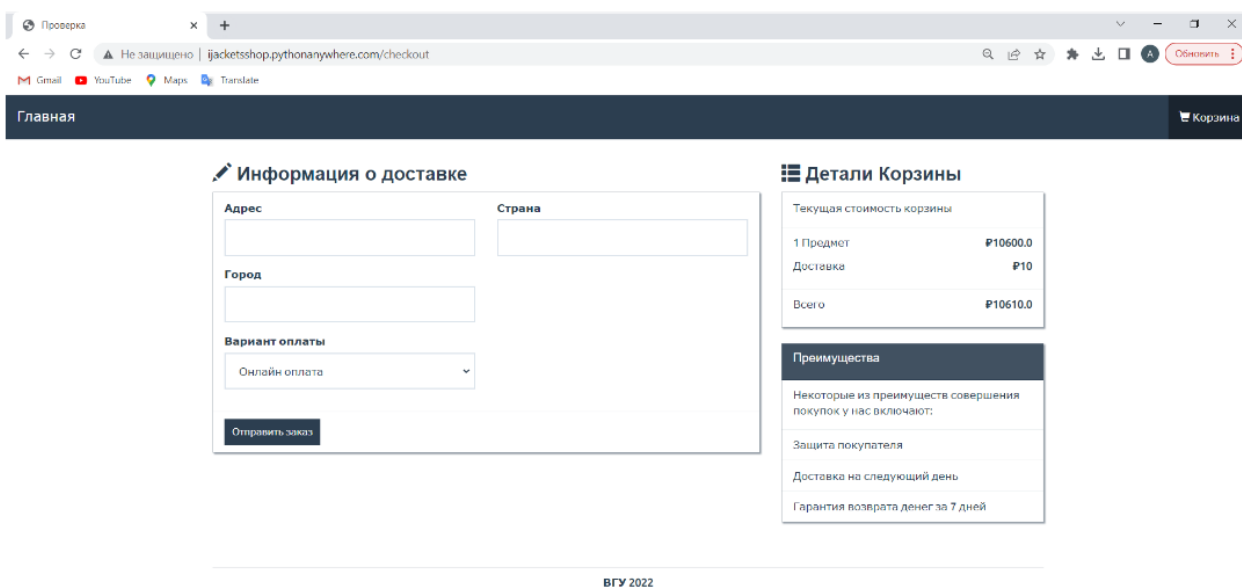 Проверка
Не защищено | ijacketsshop.pythonanywhere.com/checkout
A
Обновить
Gmail YouTube Maps Translate
Главная
Корзина
Информация о доставке
Адрес Страна
Город
Вариант оплаты
Онлайн оплата
Отправить заказ
Детали Корзины
Текущая стоимость корзины
1 Предмет ₽10600.0
Доставка ₽10
Всего ₽10610.0
Преимущества
Некоторые из преимуществ совершения
покупок у нас включают:
Защита покупателя
Доставка на следующий день
Гарантия возврата денег за 7 дней
ВГУ 2022